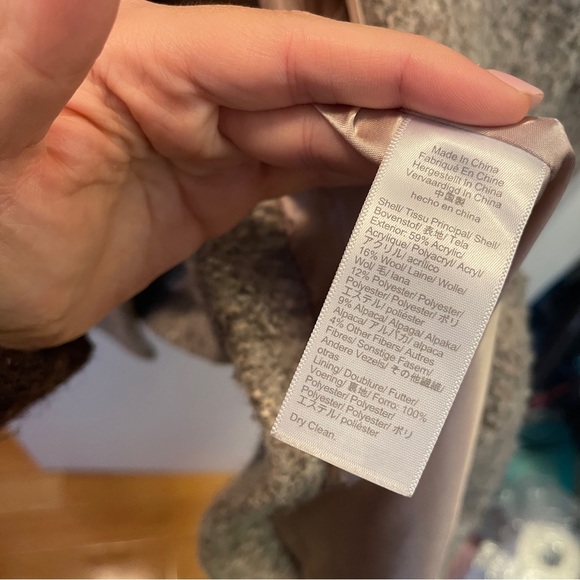 Made In China
Fabriqué En Chine
Hergestellt In China
Vervaardigd In China
中国製
hecho en china
Shell/ Tissu Principal/ Shell/
Bovenstof/ 表地/ Tela
Exterior: 59% Acrylic/
Acrylique/ Polyacryl/ Acryl/
アクリル/ acrílico
16% Wool/ Laine/ Wolle/
Wol/ 毛/ lana
12% Polyester/ Polyester/
Polyester/ Polyester/ ポリ
エステル/ poliéster
9% Alpaca/ Alpaga/ Alpaka/
Alpaca/ アルパカ/ alpaca
4% Other Fibers/ Autres
Fibres/ Sonstige Fasern/
Andere Vezels/ その他繊維/
otras
Lining/ Doublure/ Futter/
Voering/ 裏地/ Forro: 100%
Polyester/ Polyester/
Polyester/ Polyester/ ポリ
エステル/ poliéster
Dry Clean.